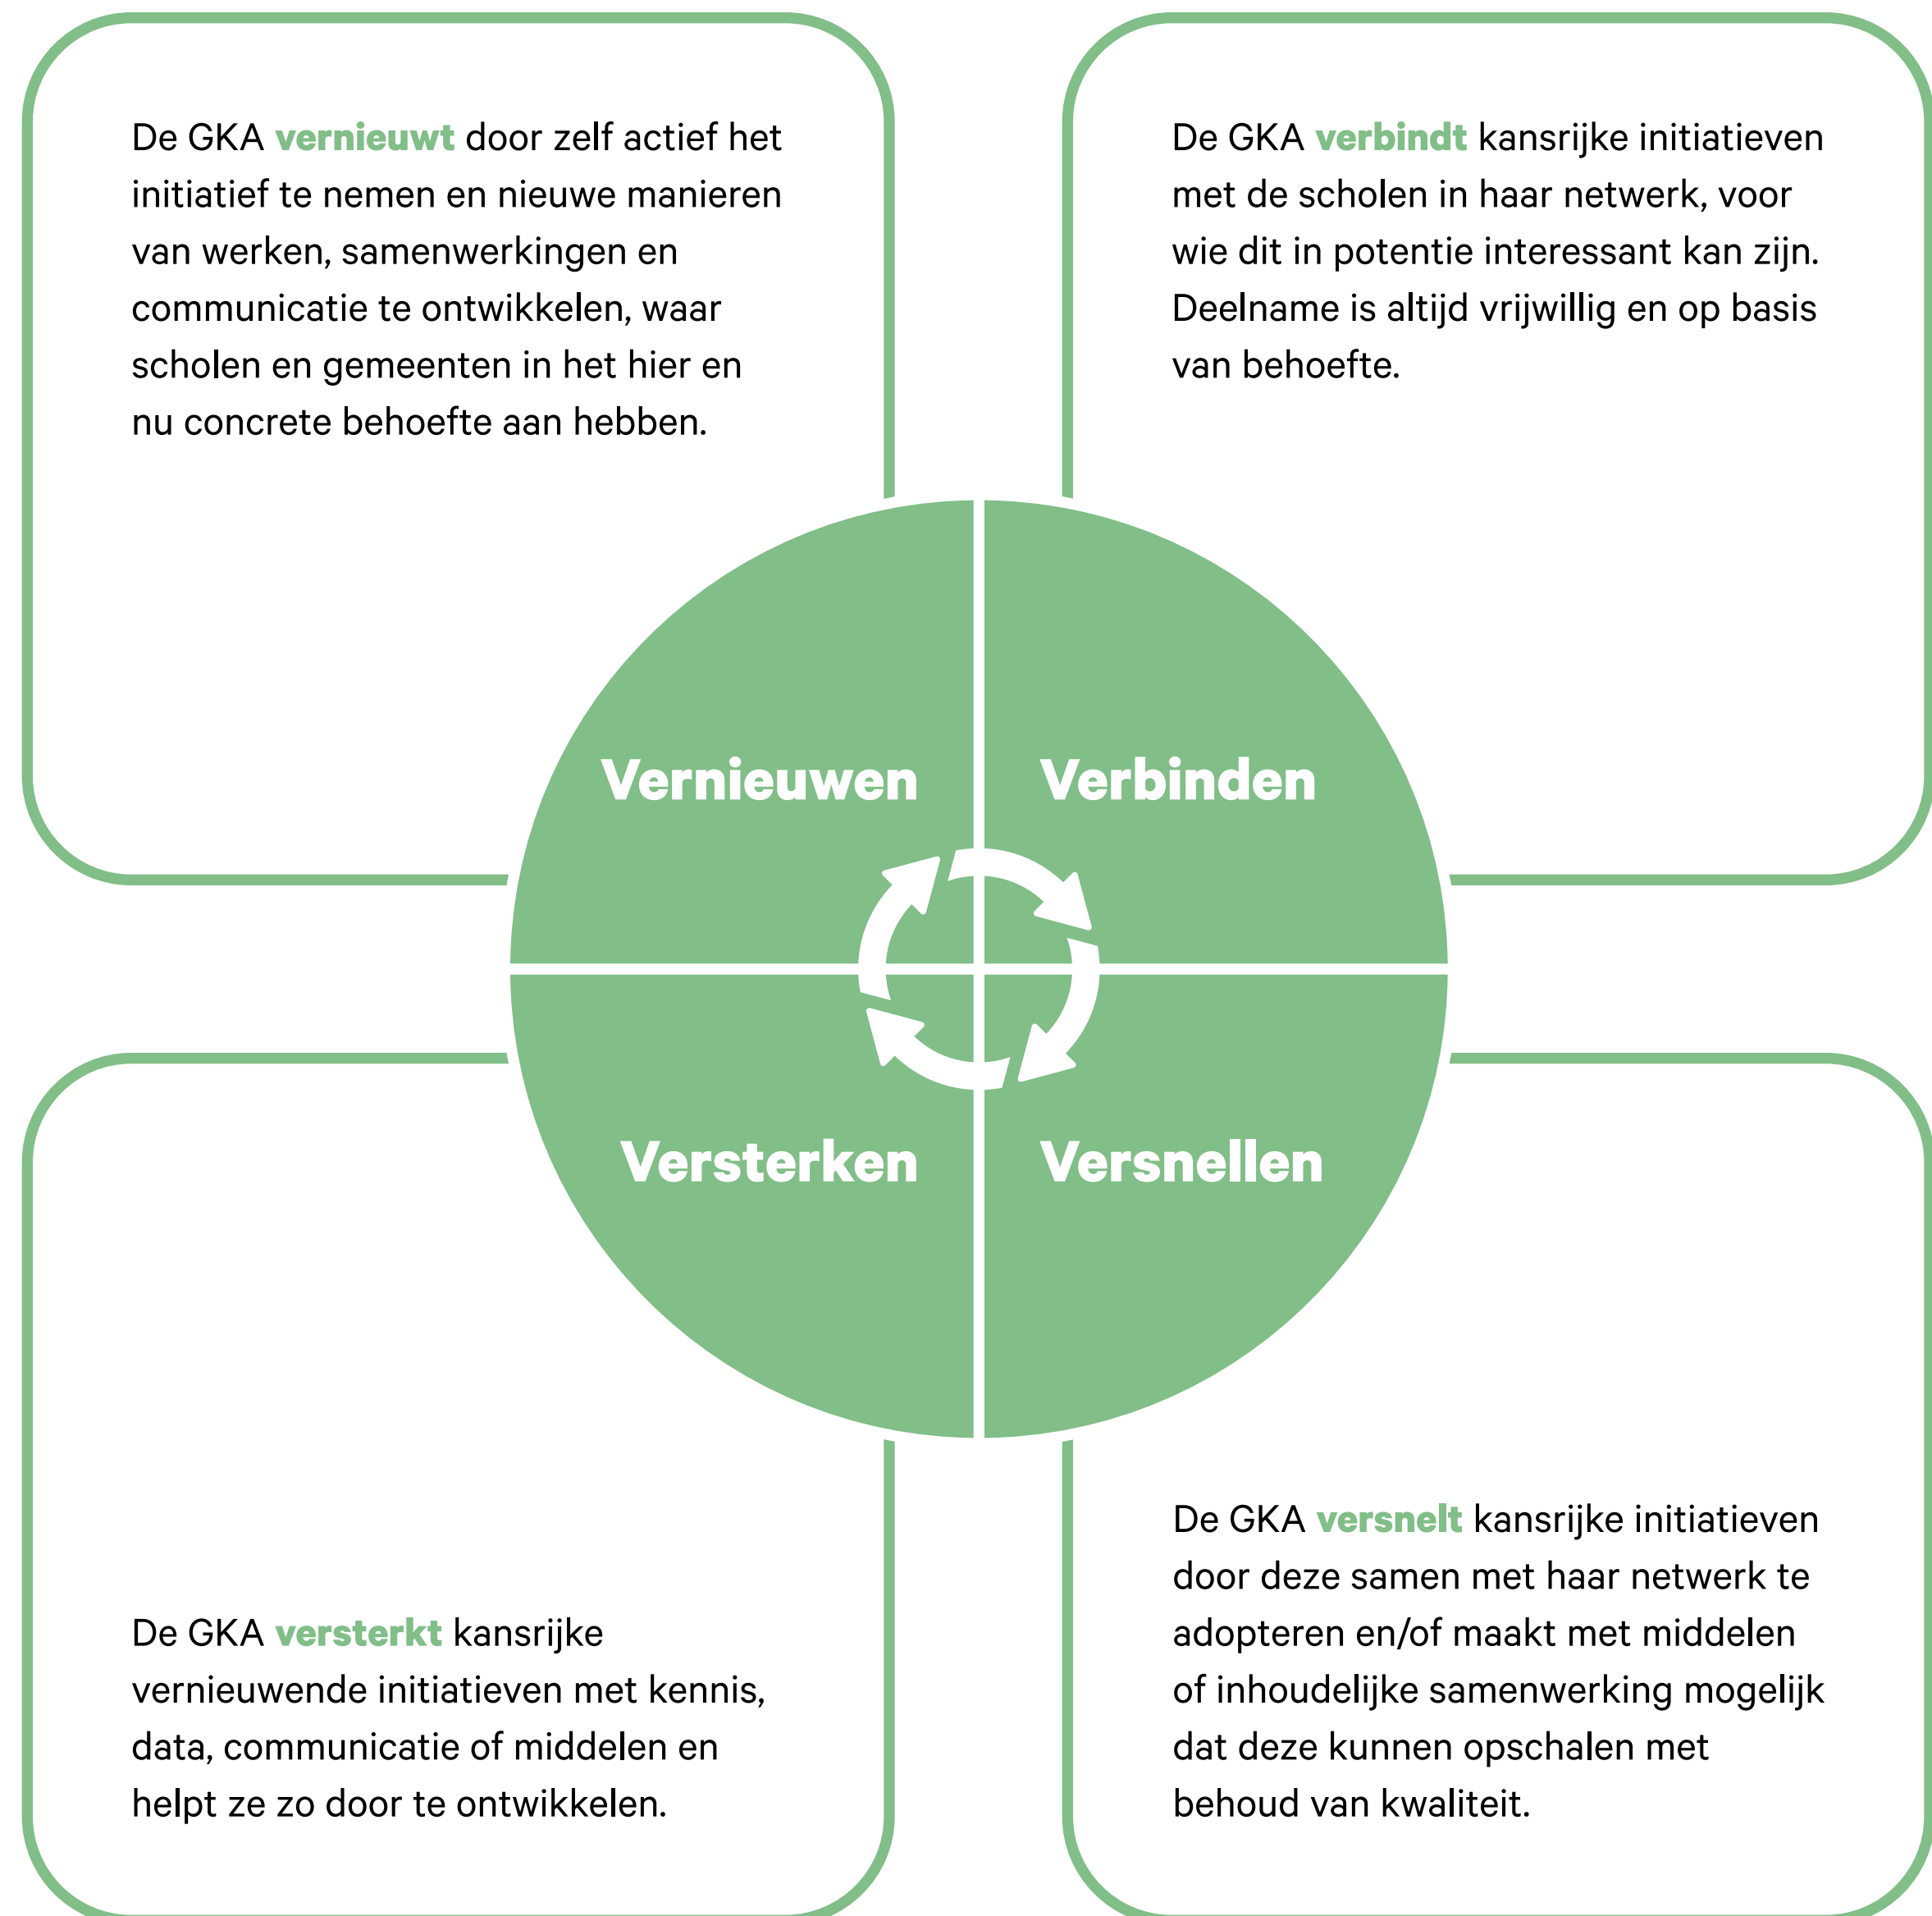 De GKA vernieuwt door zelf actief het
initiatief te nemen en nieuwe manieren
van werken, samenwerkingen en
communicatie te ontwikkelen, waar
scholen en gemeenten in het hier en
nu concrete behoefte aan hebben.
De GKA verbindt kansrijke initiatieven
met de scholen in haar netwerk, voor
wie dit in potentie interessant kan zijn.
Deelname is altijd vrijwillig en op basis
van behoefte.
Vernieuwen
Verbinden
Versterken
Versnellen
De GKA versterkt kansrijke
vernieuwende initiatieven met kennis,
data, communicatie of middelen en
helpt ze zo door te ontwikkelen.
De GKA versnelt kansrijke initiatieven
door deze samen met haar netwerk te
adopteren en/of maakt met middelen
of inhoudelijke samenwerking mogelijk
dat deze kunnen opschalen met
behoud van kwaliteit.